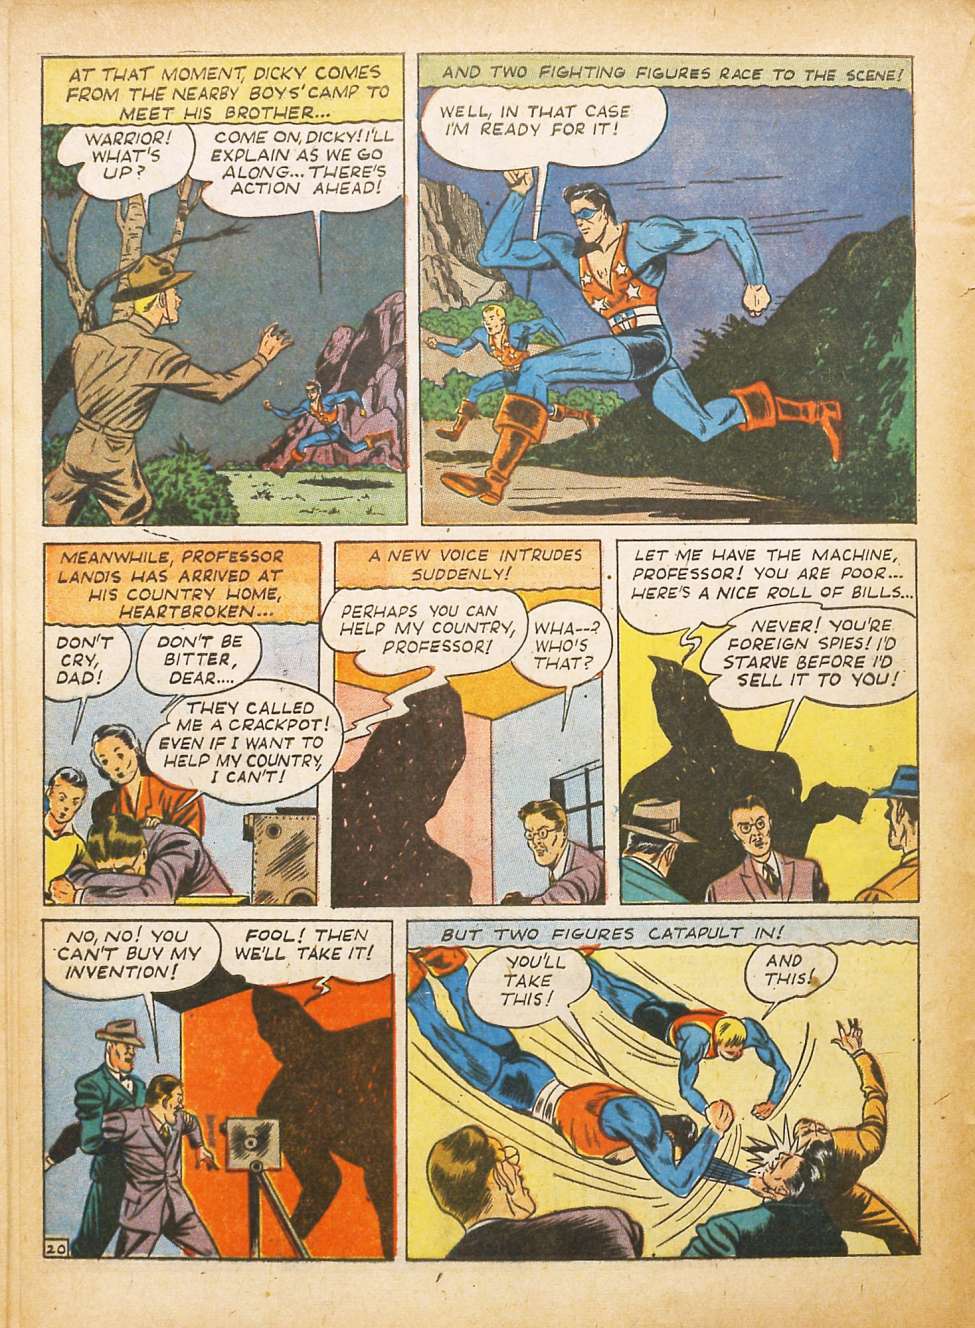 AT THAT MOMENT, DICKY COMES
FROM THE NEARBY BOYS' CAMP TO
MEET HIS BROTHER...
WARRIOR!
WHAT'S
UP?
COME ON, DICKY! I'LL
EXPLAIN AS WE GO
ALONG... THERE'S
ACTION AHEAD!
AND TWO FIGHTING FIGURES RACE TO THE SCENE!
WELL, IN THAT CASE
I'M READY FOR IT!
MEANWHILE, PROFESSOR
LANDIS HAS ARRIVED AT
HIS COUNTRY HOME,
HEARTBROKEN...
DON'T
CRY,
DAD!
DON'T BE
BITTER,
DEAR....
THEY CALLED
ME A CRACKPOT!
EVEN IF I WANT TO
HELP MY COUNTRY,
I CAN'T!
A NEW VOICE INTRUDES
SUDDENLY!
PERHAPS YOU CAN
HELP MY COUNTRY,
PROFESSOR!
WHA--?
WHO'S
THAT?
LET ME HAVE THE MACHINE,
PROFESSOR! YOU ARE POOR...
HERE'S A NICE ROLL OF BILLS...
NEVER! YOU'RE
FOREIGN SPIES! I'D
STARVE BEFORE I'D
SELL IT TO YOU!
NO, NO! YOU
CAN'T BUY MY
INVENTION!
FOOL! THEN
WE'LL TAKE IT!
20
BUT TWO FIGURES CATAPULT IN!
YOU'LL
TAKE
THIS!
AND
THIS!